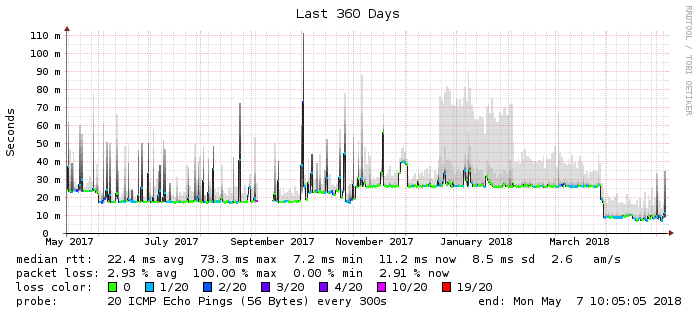 Last 360 Days
RRDTOOL / TOBI OETIKER
Seconds
110 m
100 m
90 m
80 m
70 m
60 m
50 m
40 m
30 m
20 m
10 m
0
May 2017 July 2017 September 2017 November 2017 January 2018 March 2018
median rtt: 22.4 ms avg 73.3 ms max 7.2 ms min 11.2 ms now 8.5 ms sd 2.6 am/s
packet loss: 2.93 % avg 100.00 % max 0.00 % min 2.91 % now
loss color: 0 1/20 2/20 3/20 4/20 10/20 19/20
probe: 20 ICMP Echo Pings (56 Bytes) every 300s end: Mon May 7 10:05:05 2018